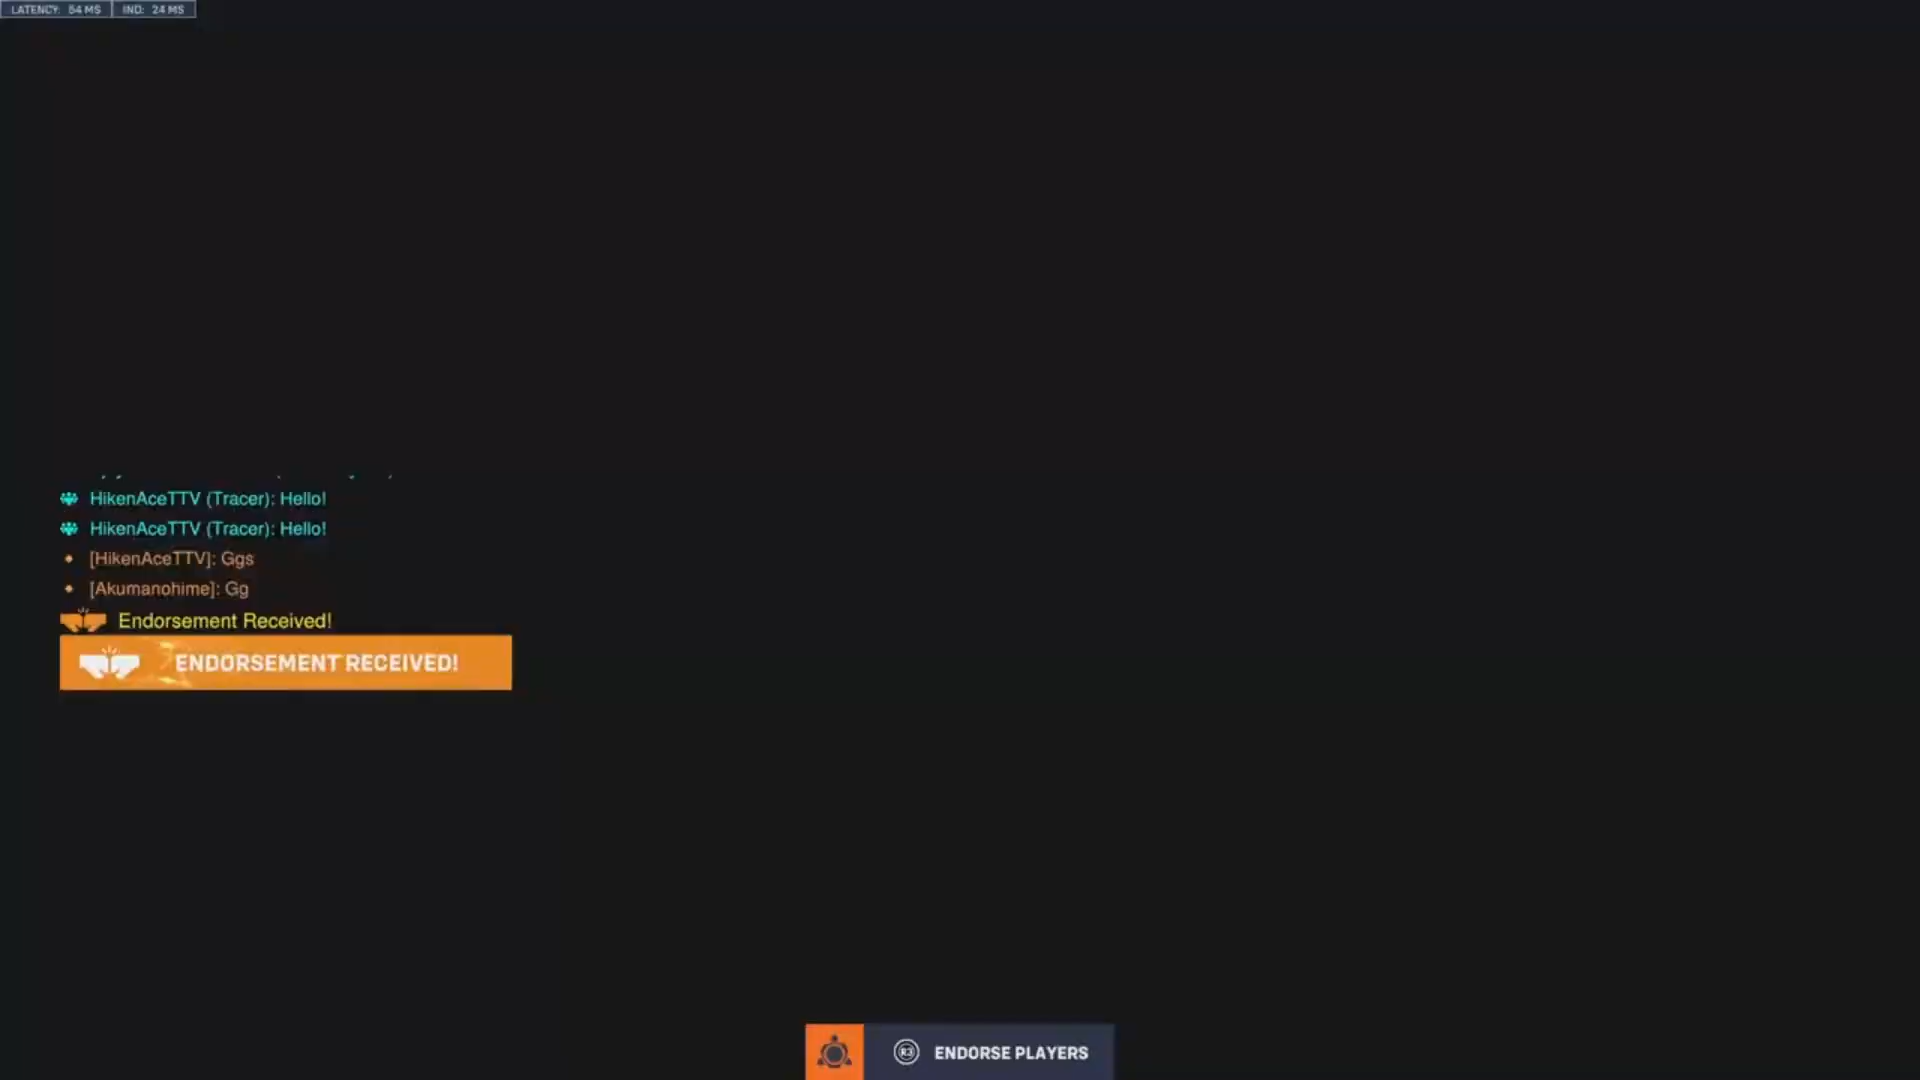 LATENCY: 54 MS IND: 24 MS
HikenAceTTV (Tracer): Hello!
HikenAceTTV (Tracer): Hello!
[HikenAceTTV]: Ggs
[Akumanohime]: Gg
Endorsement Received!
ENDORSEMENT RECEIVED!
R3 ENDORSE PLAYERS